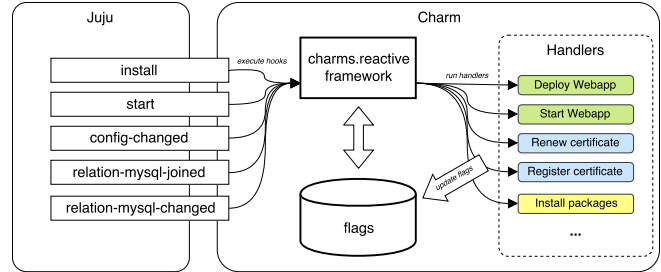 Juju
Charm
install
start
config-changed
relation-mysql-joined
relation-mysql-changed
execute hooks
charms.reactive
framework
run handlers
flags
update flags
Handlers
Deploy Webapp
Start Webapp
Renew certificate
Register certificate
Install packages
...